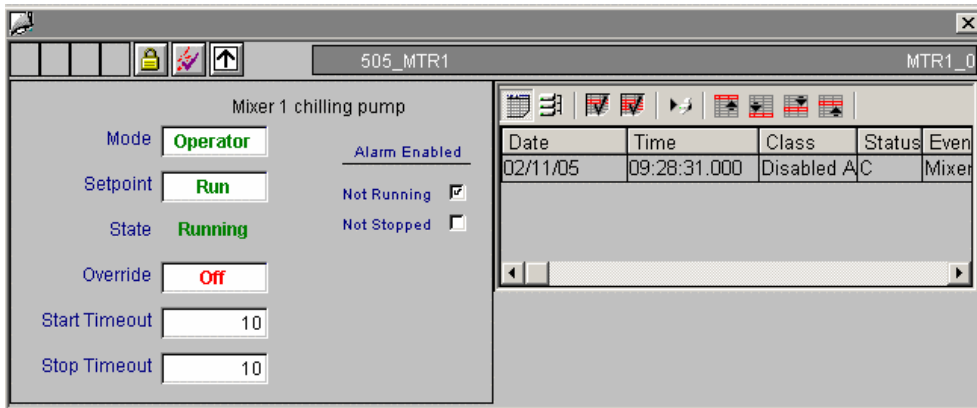 505_MTR1 MTR1_0
Mixer 1 chilling pump
Mode Operator
Setpoint Run
State Running
Override Off
Start Timeout 10
Stop Timeout 10
Alarm Enabled
Not Running
Not Stopped
Date Time Class Status Even
02/11/05 09:28:31.000 Disabled A C Mixer